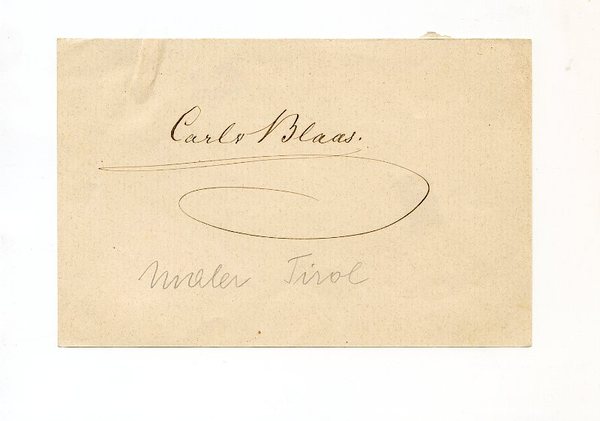 Carl v Blaas.
Maler Tirol